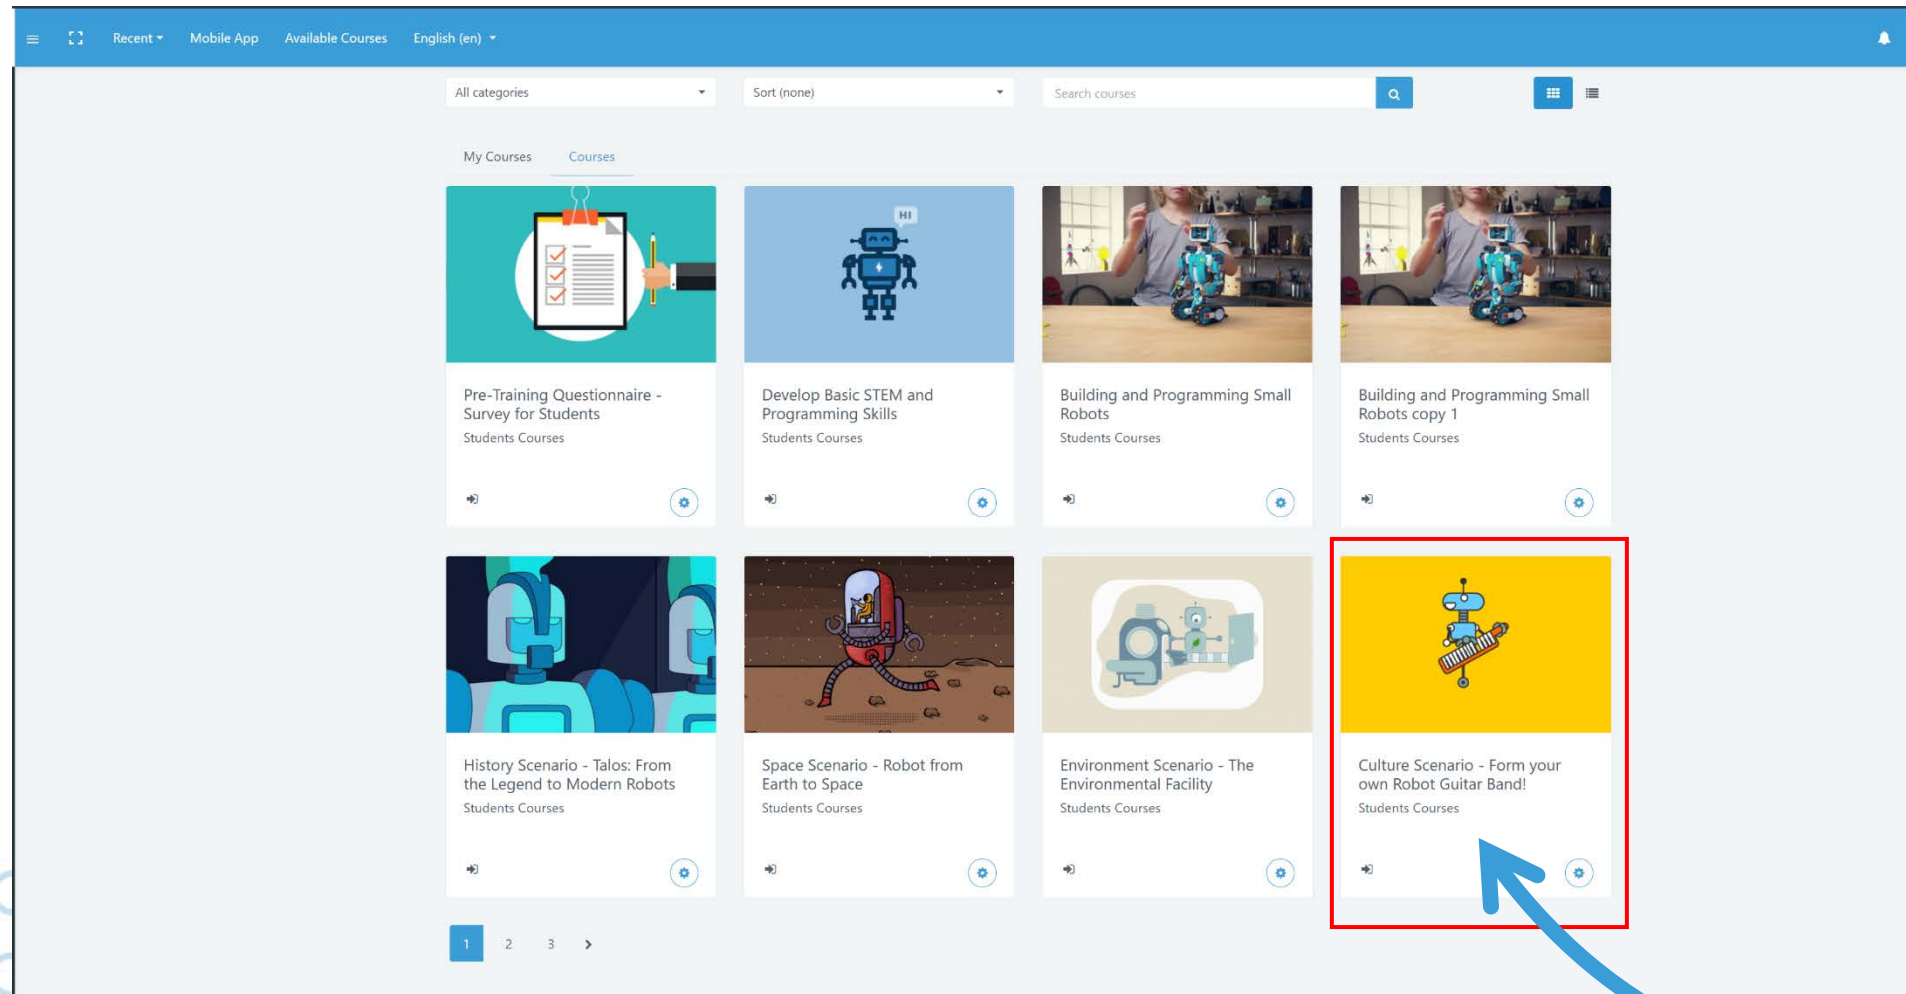 Recent Mobile App Available Courses English (en)
All categories Sort (none) Search courses
My Courses Courses
HI
Pre-Training Questionnaire -
Survey for Students
Students Courses
Develop Basic STEM and
Programming Skills
Students Courses
Building and Programming Small
Robots
Students Courses
Building and Programming Small
Robots copy 1
Students Courses
History Scenario - Talos: From
the Legend to Modern Robots
Students Courses
Space Scenario - Robot from
Earth to Space
Students Courses
Environment Scenario - The
Environmental Facility
Students Courses
Culture Scenario - Form your
own Robot Guitar Band!
Students Courses
1 2 3